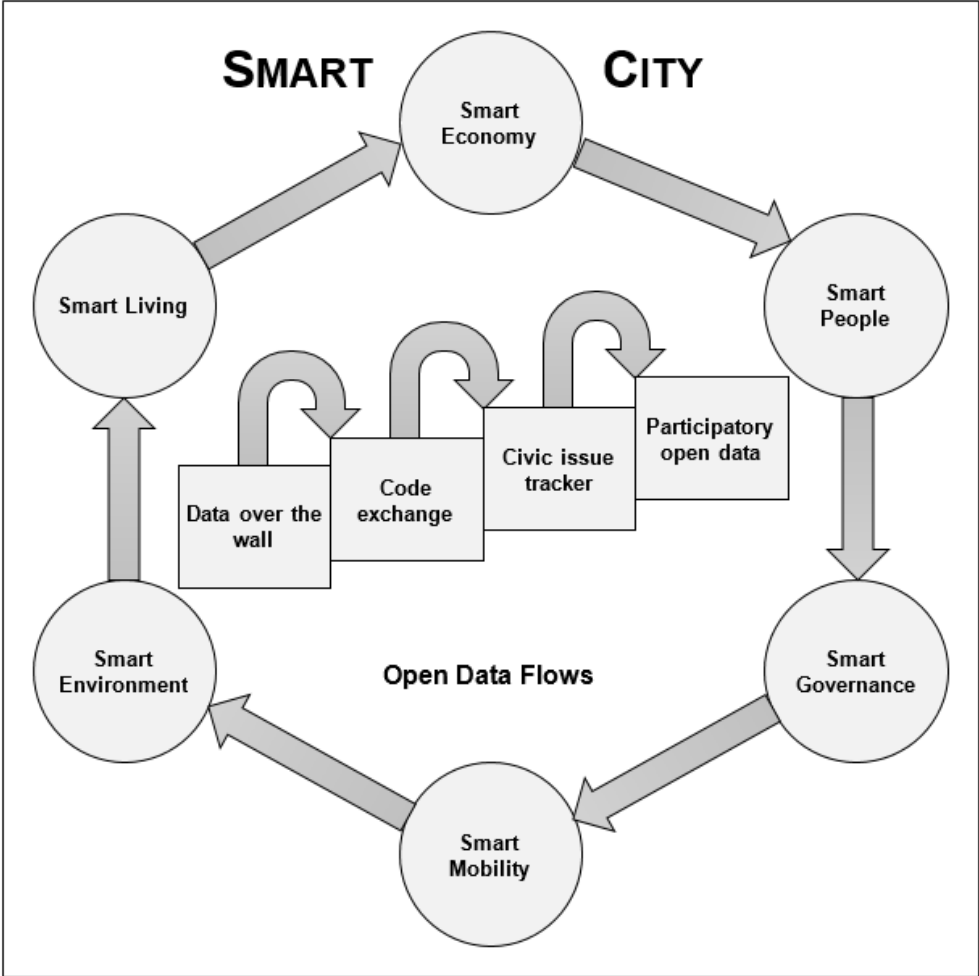 SMART CITY
Smart
Economy
Smart Living
Smart
People
Participatory
open data
Civic issue
tracker
Code
exchange
Data over the
wall
Smart
Environment
Open Data Flows
Smart
Governance
Smart
Mobility